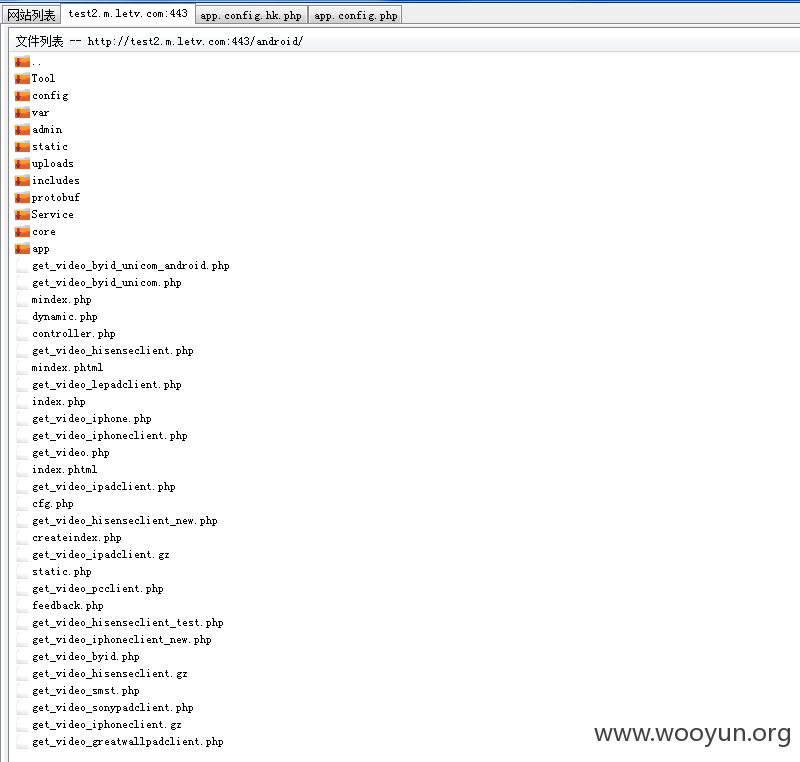 网站列表 test2.m.letv.com:443 app.config.hk.php app.config.php
文件列表 -- http://test2.m.letv.com:443/android/
..
Tool
config
var
admin
static
uploads
includes
protobuf
Service
core
app
get_video_byid_unicom_android.php
get_video_byid_unicom.php
mindex.php
dynamic.php
controller.php
get_video_hisenseclient.php
mindex.phtml
get_video_lepadclient.php
index.php
get_video_iphone.php
get_video_iphoneclient.php
get_video.php
index.phtml
get_video_ipadclient.php
cfg.php
get_video_hisenseclient_new.php
createindex.php
get_video_ipadclient.gz
static.php
get_video_pcclient.php
feedback.php
get_video_hisenseclient_test.php
get_video_iphoneclient_new.php
get_video_byid.php
get_video_hisenseclient.gz
get_video_smst.php
get_video_sonypadclient.php
get_video_iphoneclient.gz
get_video_greatwallpadclient.php
www.wooyun.org